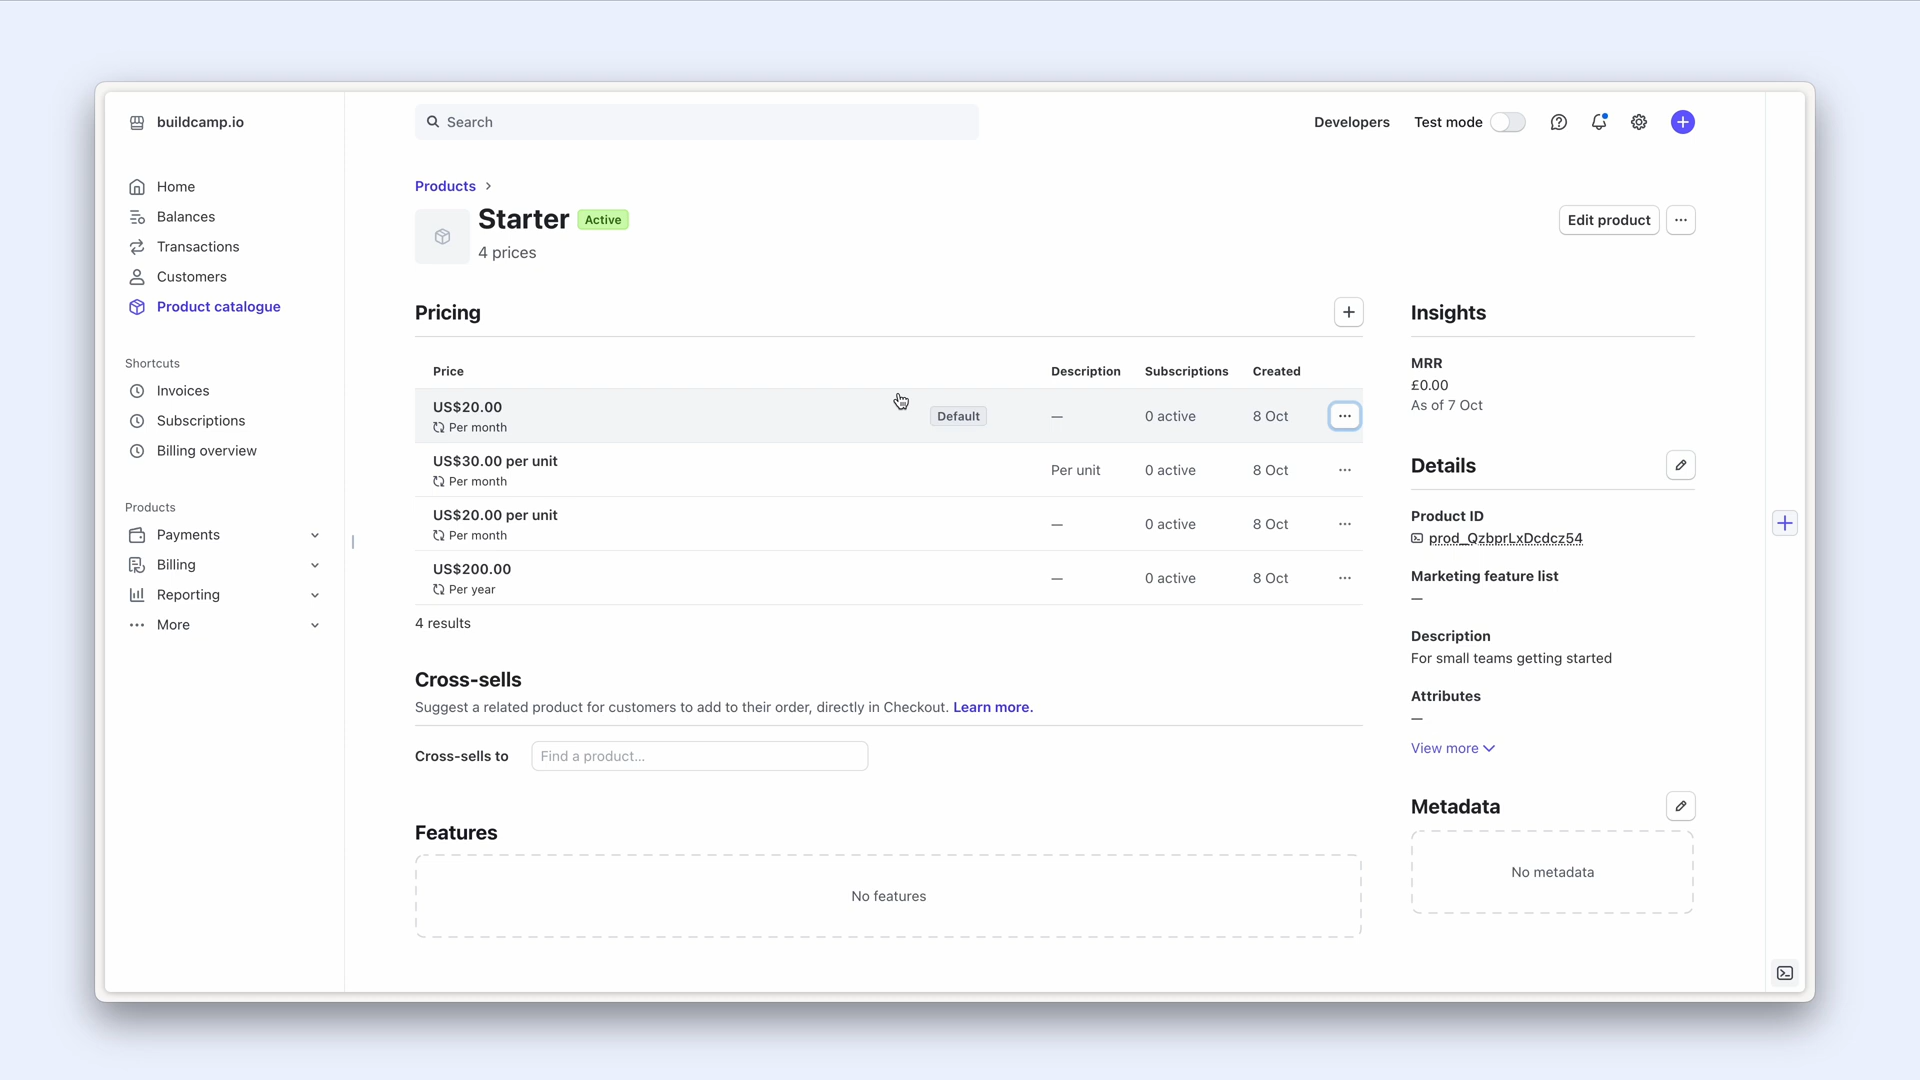 buildcamp.io
Search
Developers
Test mode
Home
Balances
Transactions
Customers
Product catalogue
Shortcuts
Invoices
Subscriptions
Billing overview
Products
Payments
Billing
Reporting
More
Products
Starter Active
4 prices
Edit product
Pricing
Price Description Subscriptions Created
US$20.00
Per month
Default — 0 active 8 Oct
US$30.00 per unit
Per month
Per unit 0 active 8 Oct
US$20.00 per unit
Per month
— 0 active 8 Oct
US$200.00
Per year
— 0 active 8 Oct
4 results
Cross-sells
Suggest a related product for customers to add to their order, directly in Checkout. Learn more.
Cross-sells to Find a product...
Features
No features
Insights
MRR
£0.00
As of 7 Oct
Details
Product ID
prod_QzbprLxDcdcz54
Marketing feature list
—
Description
For small teams getting started
Attributes
—
View more
Metadata
No metadata